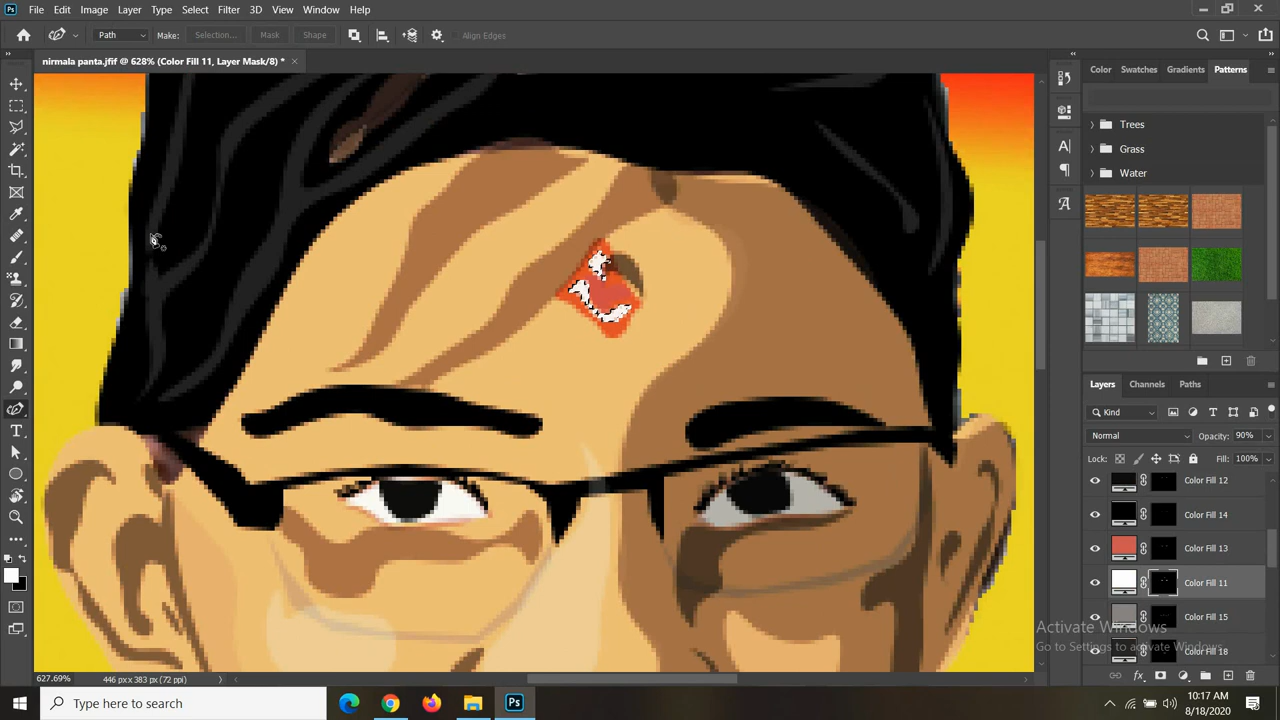 Ps File Edit Image Layer Type Select Filter 3D View Window Help
Path Make: Selection... Mask Shape Align Edges
nirmala panta.jfif @ 628% (Color Fill 11, Layer Mask/8) *
Color Swatches Gradients Patterns
Trees
Grass
Water
Layers Channels Paths
Kind
Normal Opacity: 90%
Lock: Fill: 100%
Color Fill 12
Color Fill 14
Color Fill 13
Color Fill 11
Color Fill 15
Color Fill 18
Activate Windows
Go to Settings to activate Windows.
627.69% 446 px x 383 px (72 ppi)
Type here to search
Ps
10:17 AM
8/18/2020